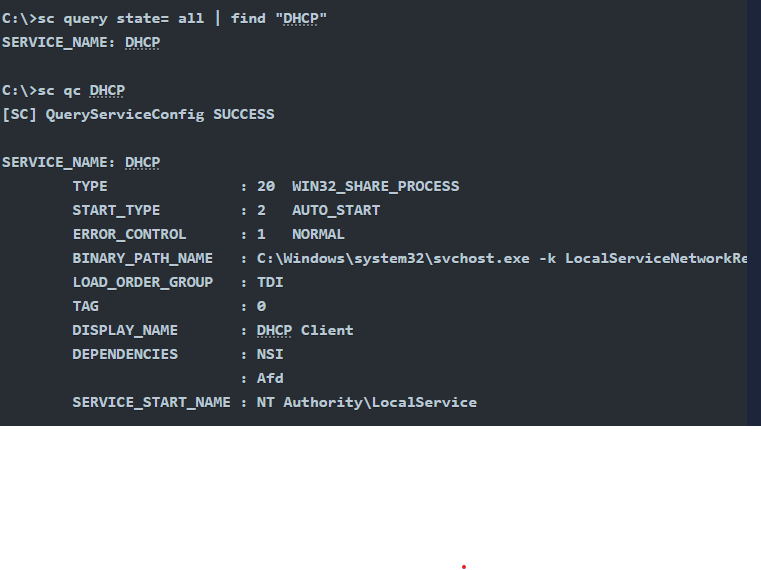 C:\>sc query state= all | find "DHCP"
SERVICE_NAME: DHCP
C:\>sc qc DHCP
[SC] QueryServiceConfig SUCCESS
SERVICE_NAME: DHCP
TYPE : 20 WIN32_SHARE_PROCESS
START_TYPE : 2 AUTO_START
ERROR_CONTROL : 1 NORMAL
BINARY_PATH_NAME : C:\Windows\system32\svchost.exe -k LocalServiceNetworkRe
LOAD_ORDER_GROUP : TDI
TAG : 0
DISPLAY_NAME : DHCP Client
DEPENDENCIES : NSI
: Afd
SERVICE_START_NAME : NT Authority\LocalService